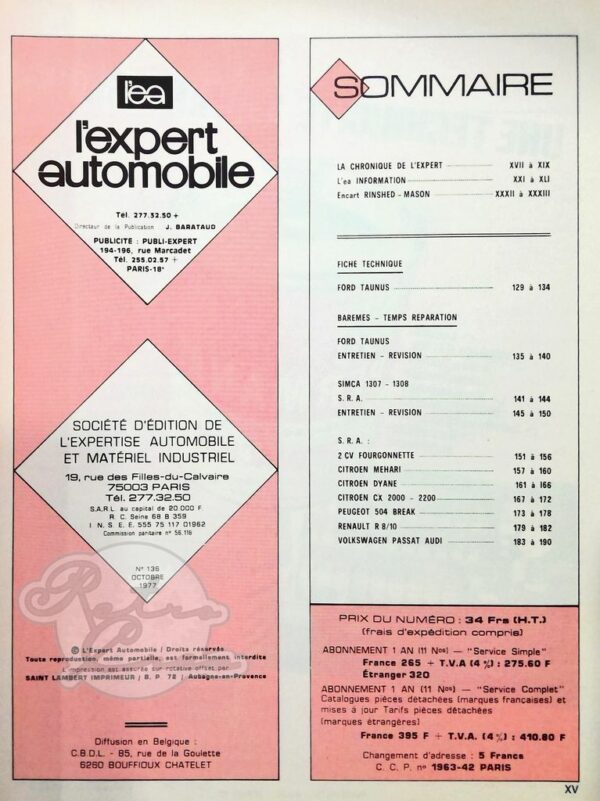 l'ea
l'expert
automobile
Tél. 277.32.50 +
Directeur de la Publication : J. BARATAUD
PUBLICITE : PUBLI-EXPERT
194-196, rue Marcadet
Tél. 255.02.57 +
PARIS-18e
SOCIÉTÉ D'ÉDITION DE
L'EXPERTISE AUTOMOBILE
ET MATÉRIEL INDUSTRIEL
19, rue des Filles-du-Calvaire
75003 PARIS
Tél. 277.32.50
S.A.R.L. au capital de 20.000 F
R. C. Seine 68 B 359
I. N. S. E. E. 555 75 117 01962
Commission paritaire n° 56.116
N° 136
OCTOBRE
1977
Retro
© L'Expert Automobile / Droits réservés
Toute reproduction, même partielle, est formellement interdite
L'impression est assurée sur rotative offset par
SAINT LAMBERT IMPRIMEUR / B. P. 78 / Aubagne-en-Provence
Diffusion en Belgique :
C.B.D.L. - 85, rue de la Goulette
6260 BOUFFIOUX CHATELET
SOMMAIRE
LA CHRONIQUE DE L'EXPERT XVII à XIX
L'ea INFORMATION XXI à XLI
Encart RINSHED - MASON XXXII à XXXIII
FICHE TECHNIQUE
FORD TAUNUS 129 à 134
BAREMES - TEMPS REPARATION
FORD TAUNUS
ENTRETIEN - REVISION 135 à 140
SIMCA 1307 - 1308
S. R. A. 141 à 144
ENTRETIEN - REVISION 145 à 150
S. R. A. :
2 CV FOURGONNETTE 151 à 156
CITROEN MEHARI 157 à 160
CITROEN DYANE 161 à 166
CITROEN CX 2000 - 2200 167 à 172
PEUGEOT 504 BREAK 173 à 178
RENAULT R 8/10 179 à 182
VOLKSWAGEN PASSAT AUDI 183 à 190
PRIX DU NUMÉRO : 34 Frs (H.T.)
(frais d'expédition compris)
ABONNEMENT 1 AN (11 Nos) — "Service Simple"
France 265 + T.V.A (4 %) : 275.60 F
Étranger 320
ABONNEMENT 1 AN (11 Nos) — "Service Complet"
Catalogues pièces détachées (marques françaises) et
mises à jour Tarifs pièces détachées
(marques étrangères)
France 395 F + T.V.A. (4 %) : 410.80 F
Changement d'adresse : 5 Francs
C. C. P. n° 1963-42 PARIS
XV